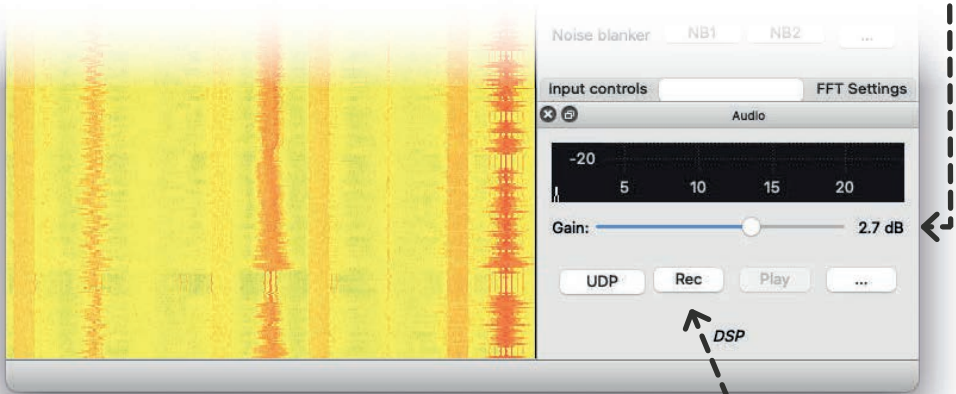 Noise blanker NB1 NB2 ...
Input controls FFT Settings
Audio
-20
5 10 15 20
Gain: 2.7 dB
UDP Rec Play ...
DSP